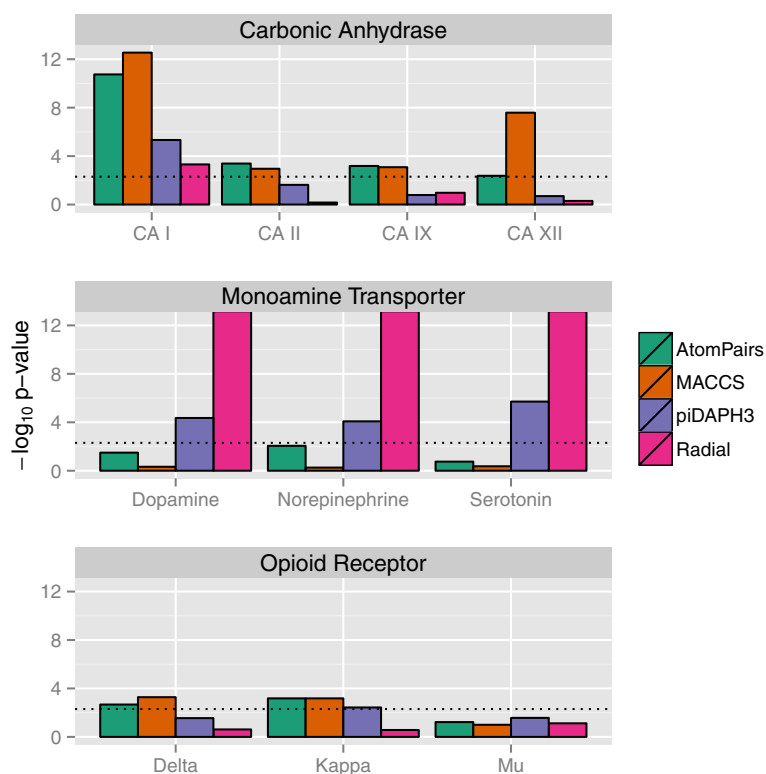 Carbonic Anhydrase
12
8
4
0
CA I CA II CA IX CA XII
Monoamine Transporter
12
8
4
0
Dopamine Norepinephrine Serotonin
Opioid Receptor
12
8
4
0
Delta Kappa Mu
−log10 p−value
AtomPairs
MACCS
piDAPH3
Radial